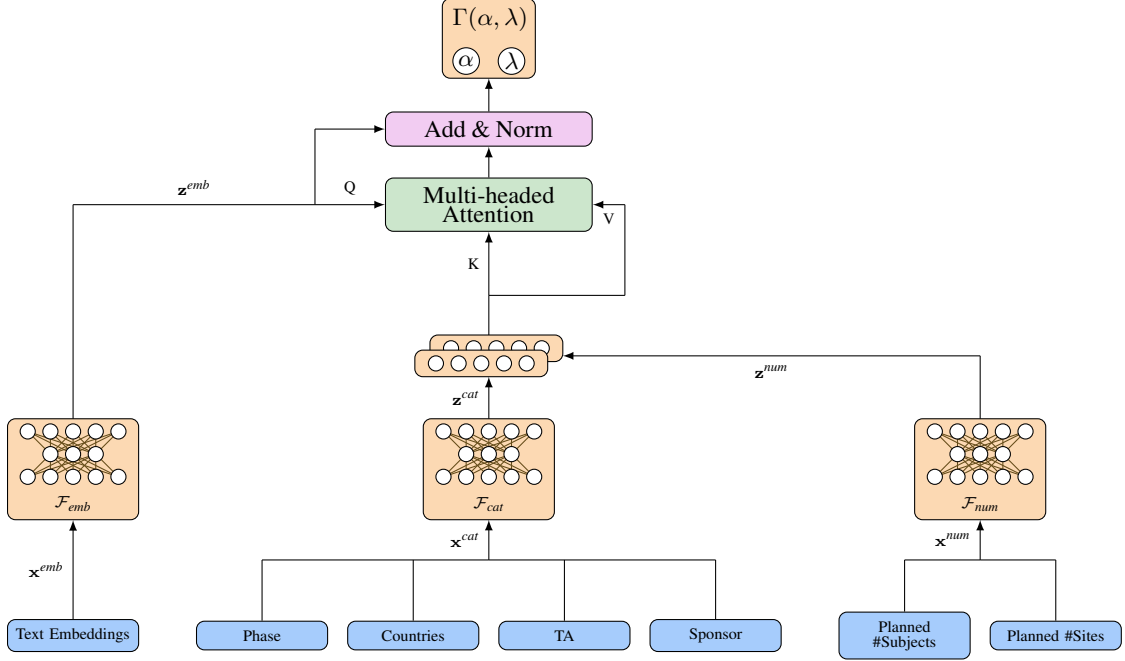 Γ(α, λ)
α λ
Add & Norm
z^emb
Q
Multi-headed
Attention
V
K
z^num
z^cat
F_emb
F_cat
F_num
x^emb
x^cat
x^num
Text Embeddings
Phase
Countries
TA
Sponsor
Planned
#Subjects
Planned #Sites